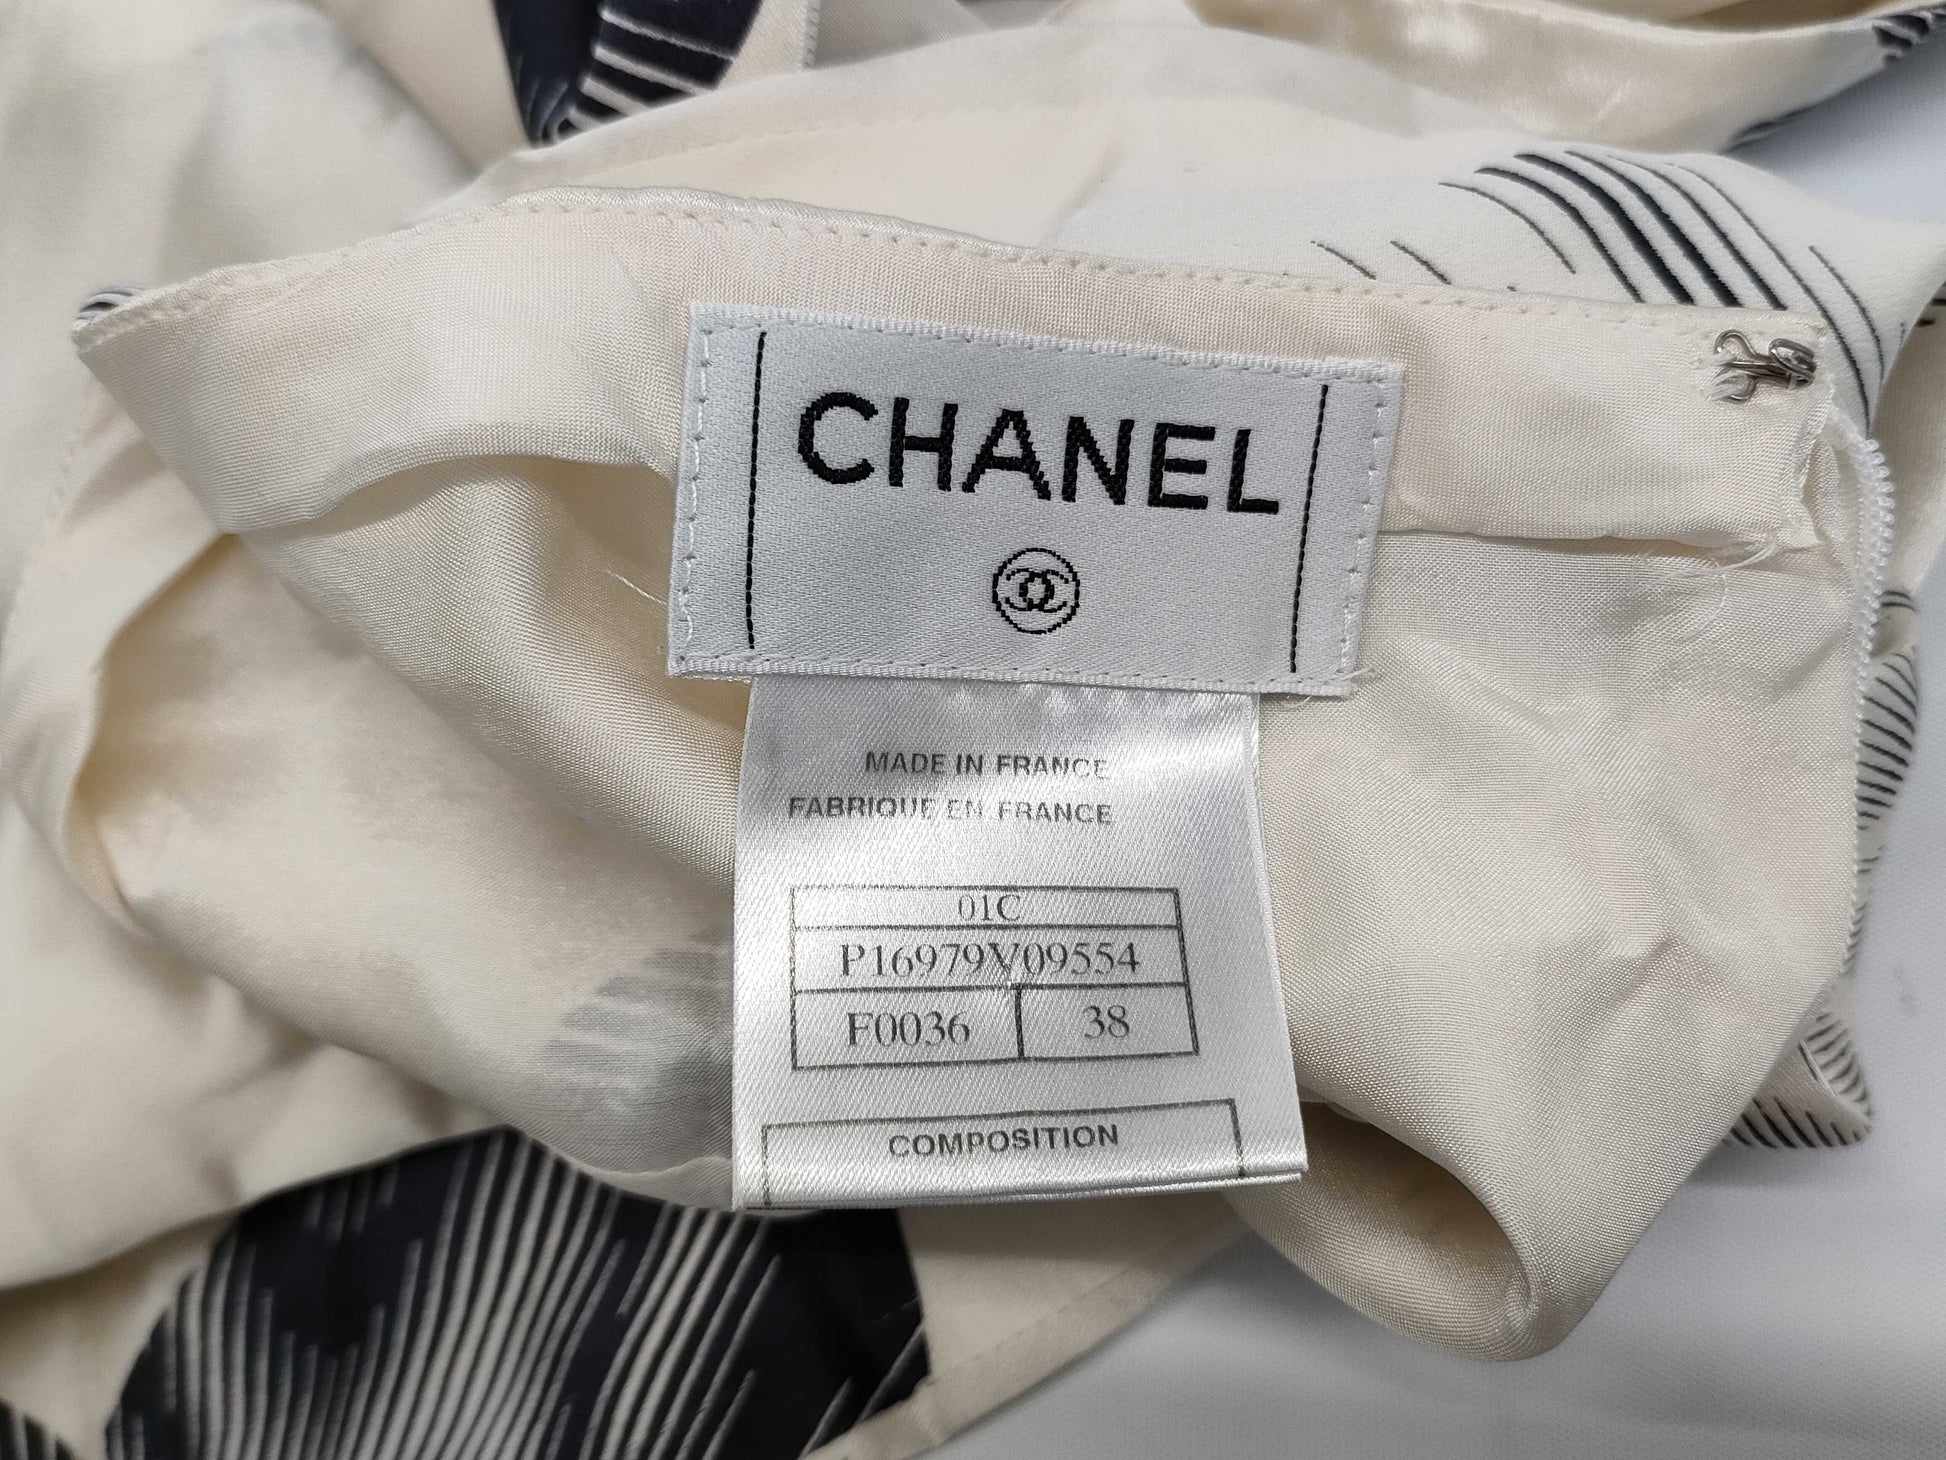 CHANEL
MADE IN FRANCE
FABRIQUE EN FRANCE
01C
P16979V09554
F0036 38
COMPOSITION